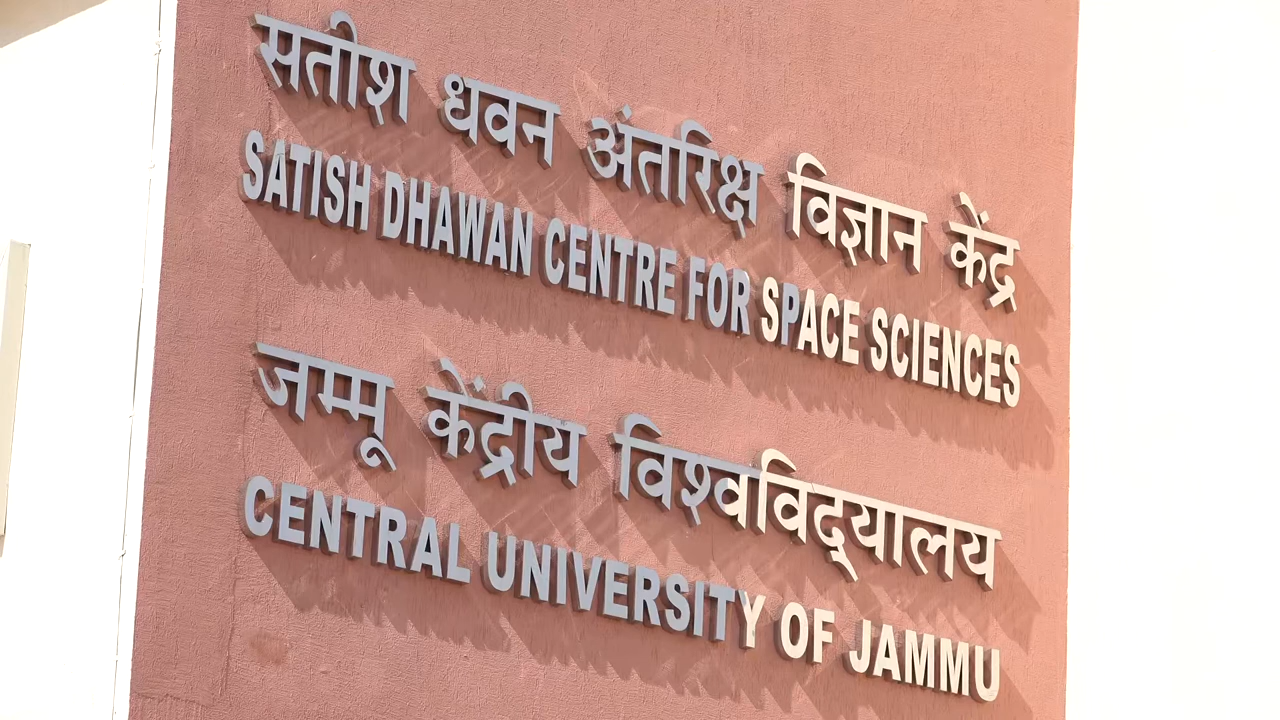 सतीश धवन अंतरिक्ष विज्ञान केंद्र
SATISH DHAWAN CENTRE FOR SPACE SCIENCES
जम्मू केंद्रीय विश्वविद्यालय
CENTRAL UNIVERSITY OF JAMMU